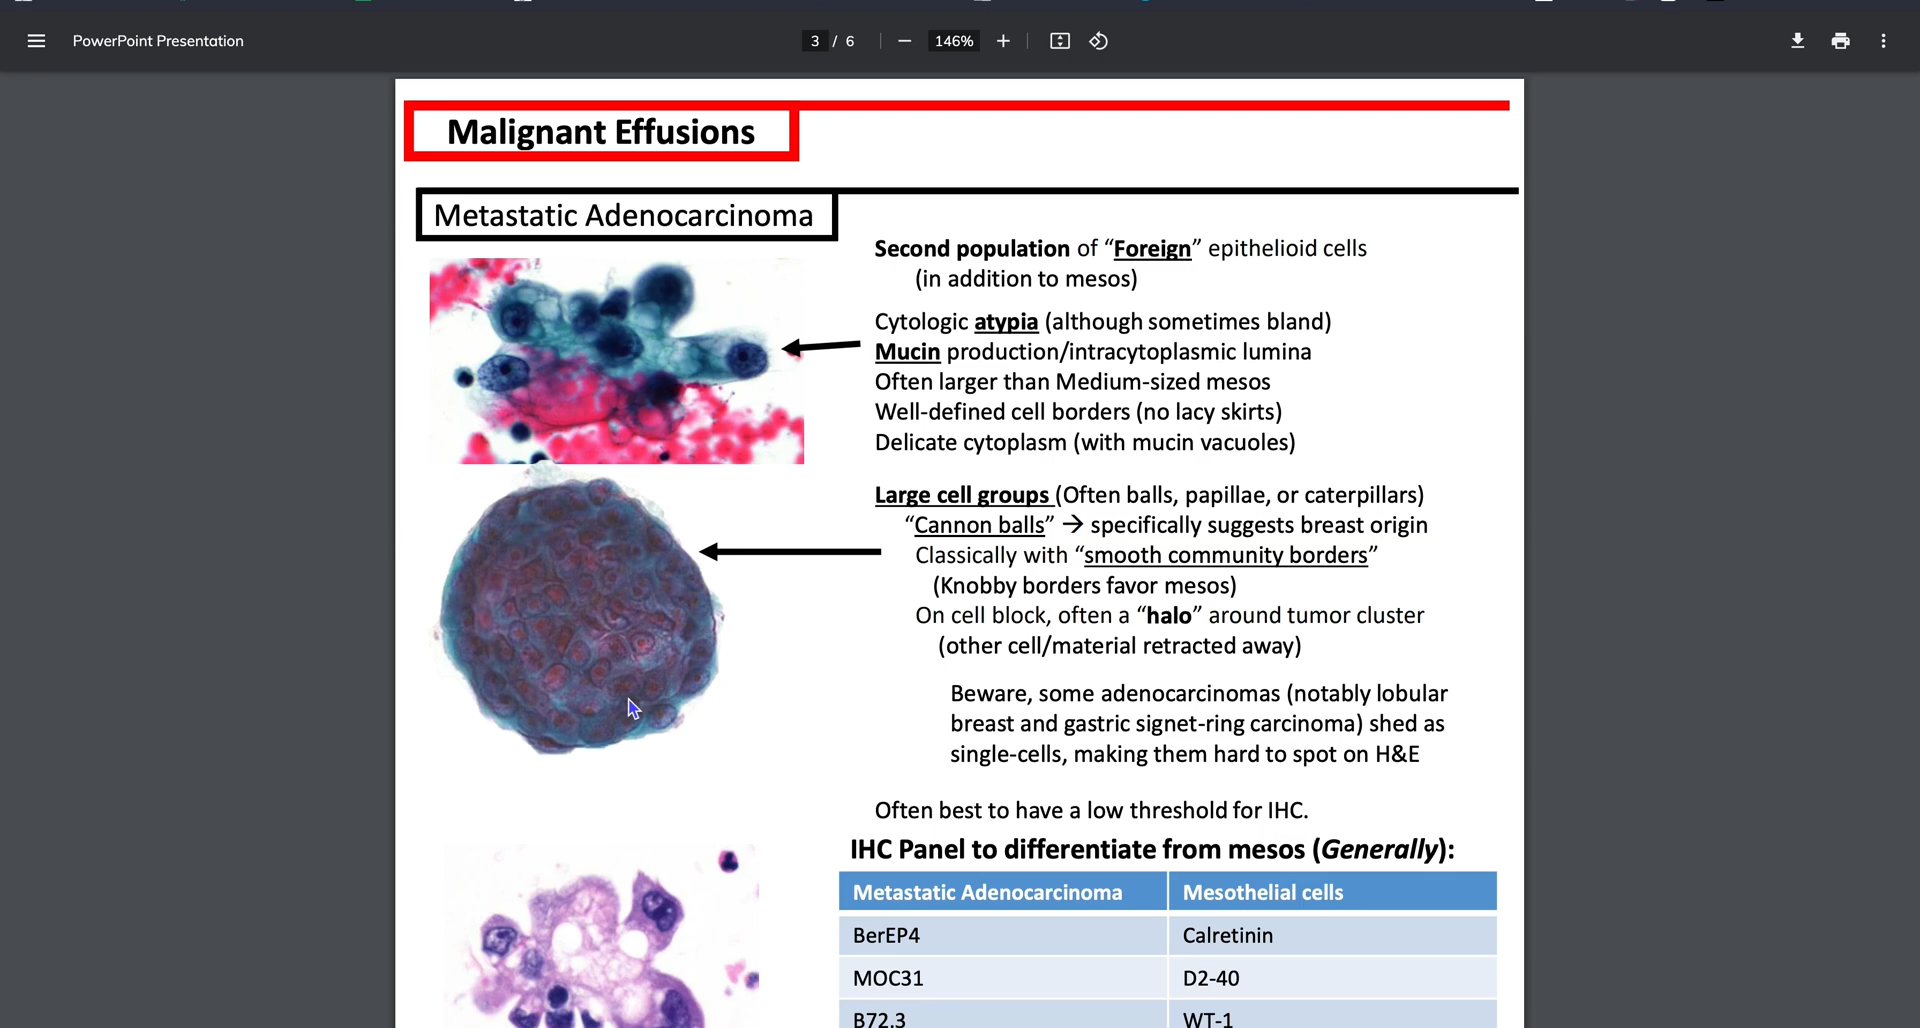 PowerPoint Presentation
3 / 6
146%
Malignant Effusions
Metastatic Adenocarcinoma
Second population of “Foreign” epithelioid cells
(in addition to mesos)
Cytologic atypia (although sometimes bland)
Mucin production/intracytoplasmic lumina
Often larger than Medium-sized mesos
Well-defined cell borders (no lacy skirts)
Delicate cytoplasm (with mucin vacuoles)
Large cell groups (Often balls, papillae, or caterpillars)
“Cannon balls” → specifically suggests breast origin
Classically with “smooth community borders”
(Knobby borders favor mesos)
On cell block, often a “halo” around tumor cluster
(other cell/material retracted away)
Beware, some adenocarcinomas (notably lobular
breast and gastric signet-ring carcinoma) shed as
single-cells, making them hard to spot on H&E
Often best to have a low threshold for IHC.
IHC Panel to differentiate from mesos (Generally):
Metastatic Adenocarcinoma Mesothelial cells
BerEP4 Calretinin
MOC31 D2-40
B72.3 WT-1